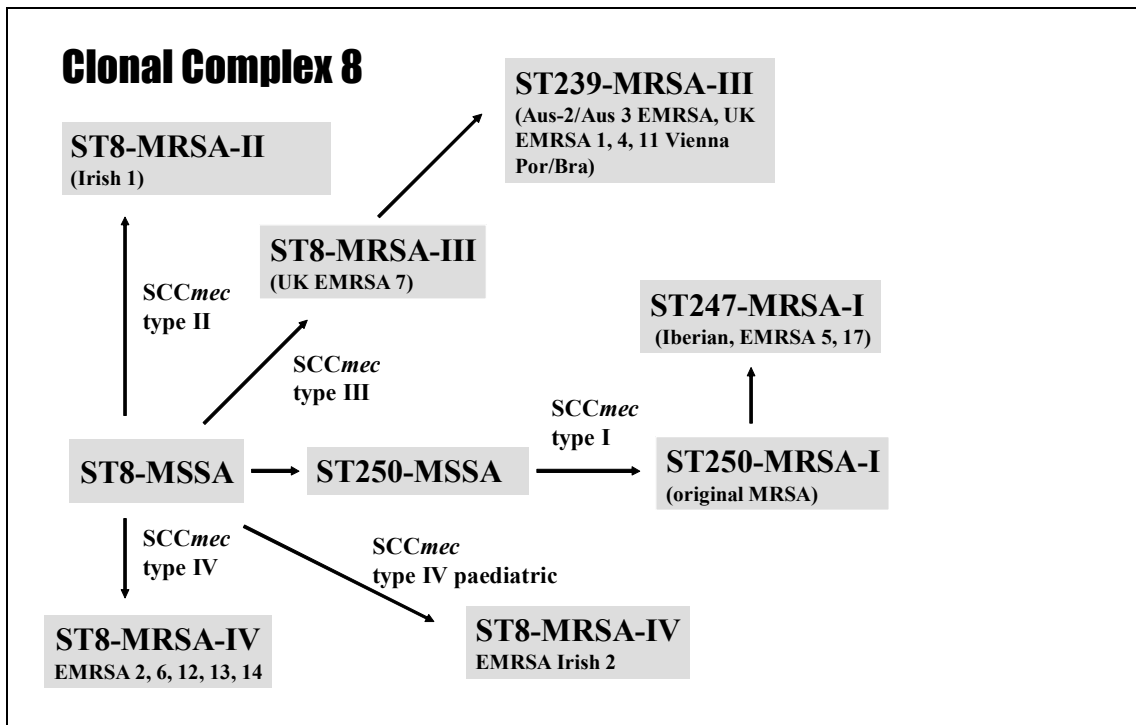 Clonal Complex 8
ST239-MRSA-III
(Aus-2/Aus 3 EMRSA, UK
EMRSA 1, 4, 11 Vienna
Por/Bra)
ST8-MRSA-II
(Irish 1)
ST8-MRSA-III
(UK EMRSA 7)
SCCmec
type II
SCCmec
type III
ST247-MRSA-I
(Iberian, EMRSA 5, 17)
SCCmec
type I
ST8-MSSA
ST250-MSSA
ST250-MRSA-I
(original MRSA)
SCCmec
type IV
SCCmec
type IV paediatric
ST8-MRSA-IV
EMRSA 2, 6, 12, 13, 14
ST8-MRSA-IV
EMRSA Irish 2